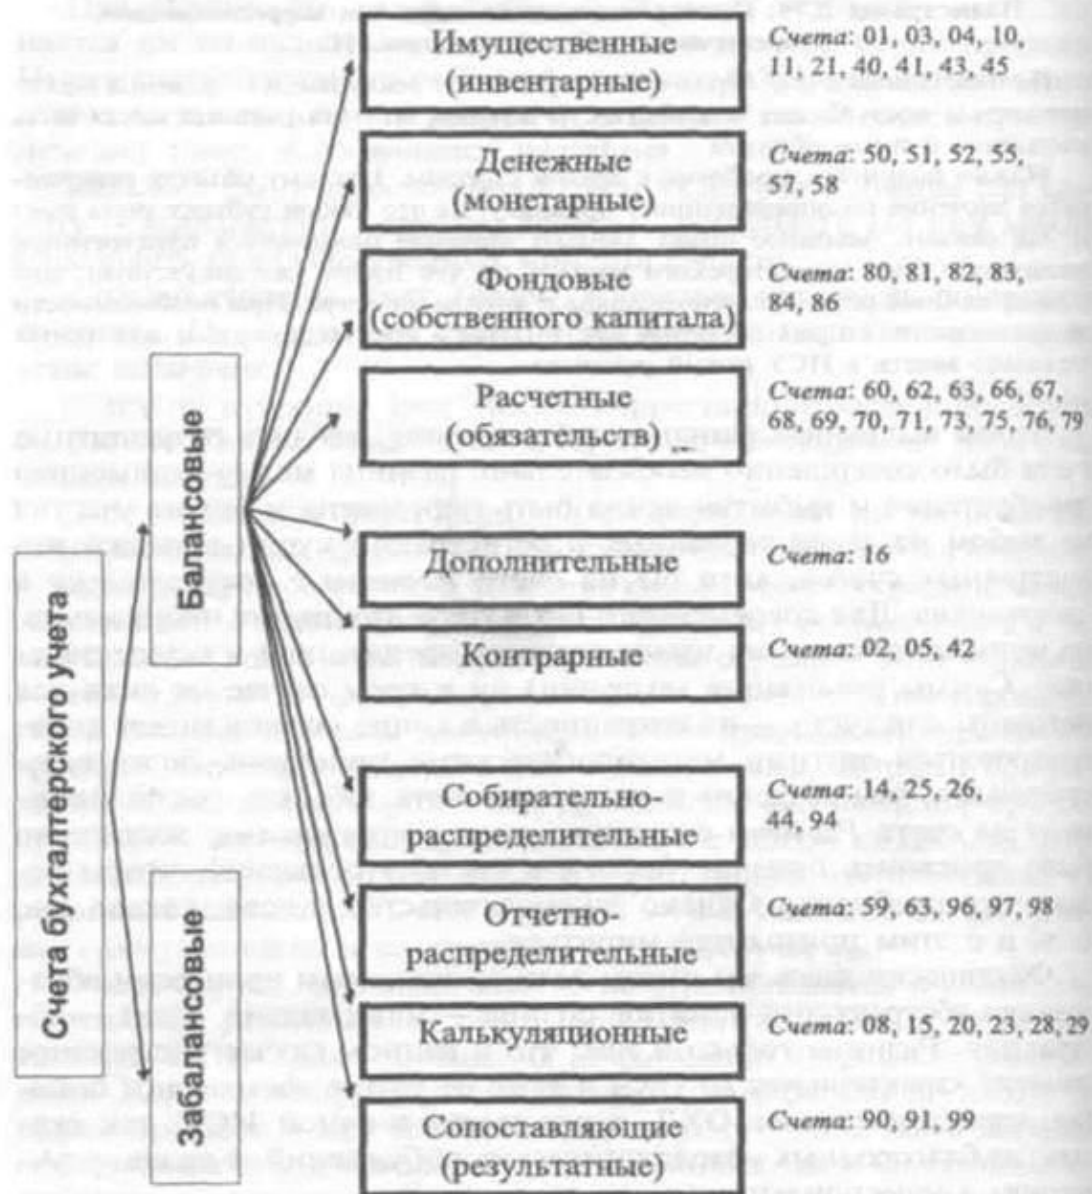 Имущественные
(инвентарные)
Счета: 01, 03, 04, 10,
11, 21, 40, 41, 43, 45
Денежные
(монетарные)
Счета: 50, 51, 52, 55,
57, 58
Фондовые
(собственного капитала)
Счета: 80, 81, 82, 83,
84, 86
Расчетные
(обязательств)
Счета: 60, 62, 63, 66, 67,
68, 69, 70, 71, 73, 75, 76, 79
Дополнительные
Счета: 16
Контрарные
Счета: 02, 05, 42
Собирательно-
распределительные
Счета: 14, 25, 26,
44, 94
Отчетно-
распределительные
Счета: 59, 63, 96, 97, 98
Калькуляционные
Счета: 08, 15, 20, 23, 28, 29
Сопоставляющие
(результатные)
Счета: 90, 91, 99
Счета бухгалтерского учета
Балансовые
Забалансовые